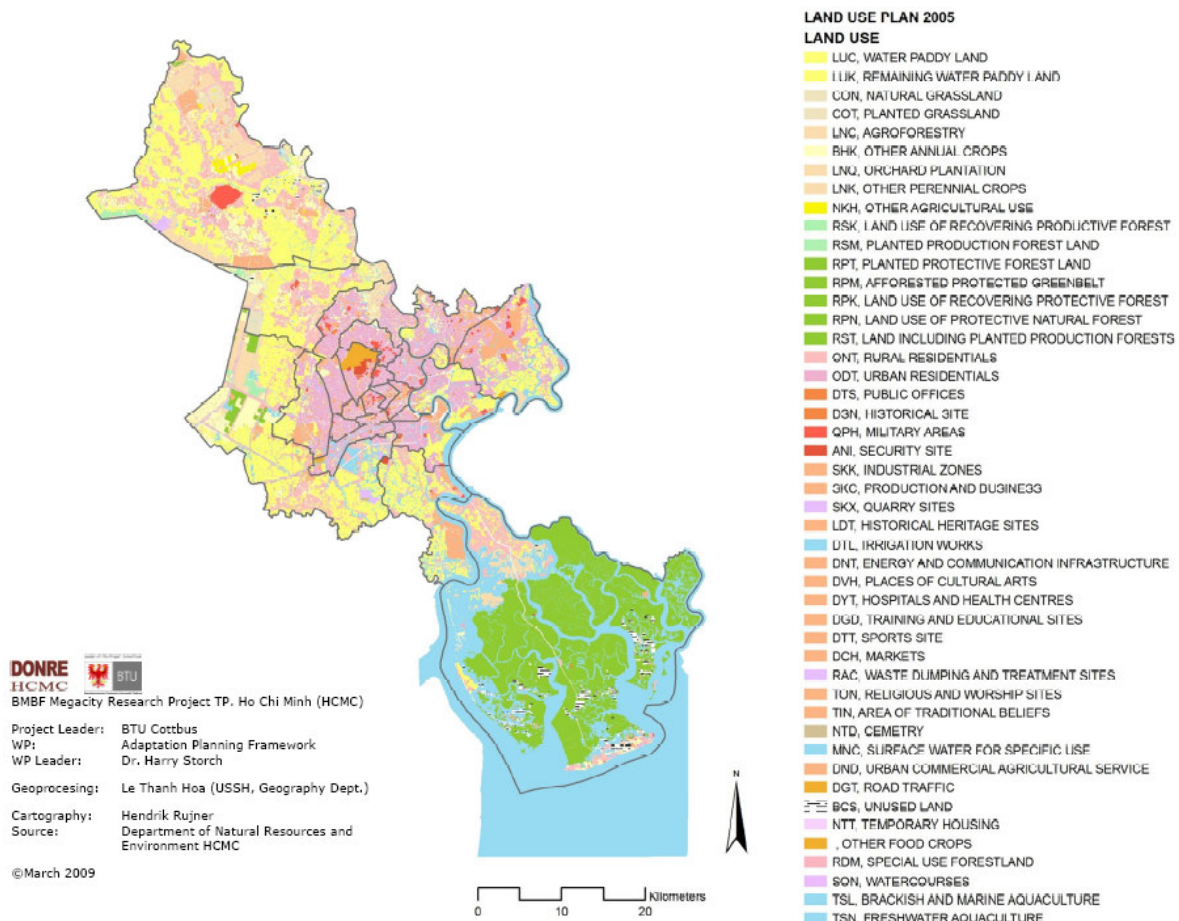 LAND USE PLAN 2005
LAND USE
LUC, WATER PADDY LAND
LUK, REMAINING WATER PADDY LAND
CON, NATURAL GRASSLAND
COT, PLANTED GRASSLAND
LNC, AGROFORESTRY
BHK, OTHER ANNUAL CROPS
LNQ, ORCHARD PLANTATION
LNK, OTHER PERENNIAL CROPS
NKH, OTHER AGRICULTURAL USE
RSK, LAND USE OF RECOVERING PRODUCTIVE FOREST
RSM, PLANTED PRODUCTION FOREST LAND
RPT, PLANTED PROTECTIVE FOREST LAND
RPM, AFFORESTED PROTECTED GREENBELT
RPK, LAND USE OF RECOVERING PROTECTIVE FOREST
RPN, LAND USE OF PROTECTIVE NATURAL FOREST
RST, LAND INCLUDING PLANTED PRODUCTION FORESTS
ONT, RURAL RESIDENTIALS
ODT, URBAN RESIDENTIALS
DTS, PUBLIC OFFICES
DSN, HISTORICAL SITE
QPH, MILITARY AREAS
ANI, SECURITY SITE
SKK, INDUSTRIAL ZONES
SKC, PRODUCTION AND BUSINESS
SKX, QUARRY SITES
LDT, HISTORICAL HERITAGE SITES
DTL, IRRIGATION WORKS
DNT, ENERGY AND COMMUNICATION INFRASTRUCTURE
DVH, PLACES OF CULTURAL ARTS
DYT, HOSPITALS AND HEALTH CENTRES
DGD, TRAINING AND EDUCATIONAL SITES
DTT, SPORTS SITE
DCH, MARKETS
RAC, WASTE DUMPING AND TREATMENT SITES
TON, RELIGIOUS AND WORSHIP SITES
TIN, AREA OF TRADITIONAL BELIEFS
NTD, CEMETRY
MNC, SURFACE WATER FOR SPECIFIC USE
DND, URBAN COMMERCIAL AGRICULTURAL SERVICE
DGT, ROAD TRAFFIC
BCS, UNUSED LAND
NTT, TEMPORARY HOUSING
, OTHER FOOD CROPS
RDM, SPECIAL USE FORESTLAND
SON, WATERCOURSES
TSL, BRACKISH AND MARINE AQUACULTURE
TSN, FRESHWATER AQUACULTURE
DONRE
HCMC
BTU
BMBF Megacity Research Project TP. Ho Chi Minh (HCMC)
Project Leader: BTU Cottbus
WP: Adaptation Planning Framework
WP Leader: Dr. Harry Storch
Geoprocesing: Le Thanh Hoa (USSH, Geography Dept.)
Cartography: Hendrik Rujner
Source: Department of Natural Resources and
Environment HCMC
©March 2009
N
Kilometers
0 10 20